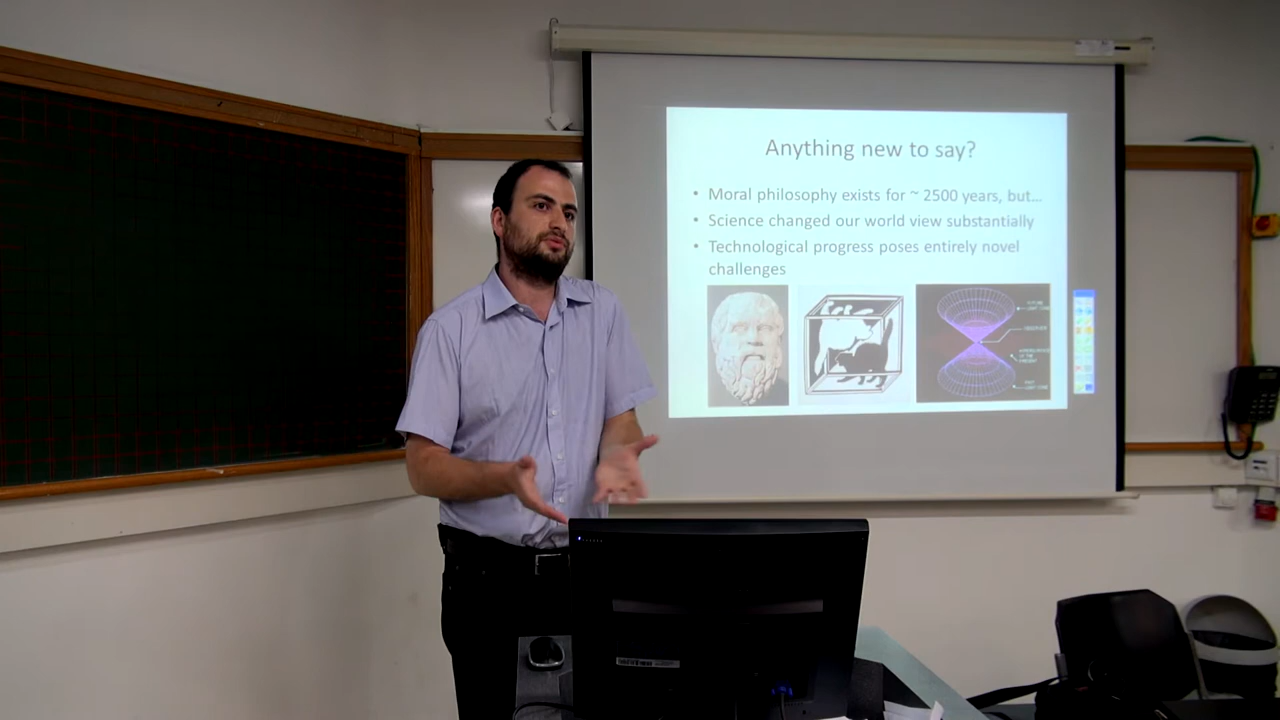 Anything new to say?
• Moral philosophy exists for ~ 2500 years, but...
• Science changed our world view substantially
• Technological progress poses entirely novel
challenges